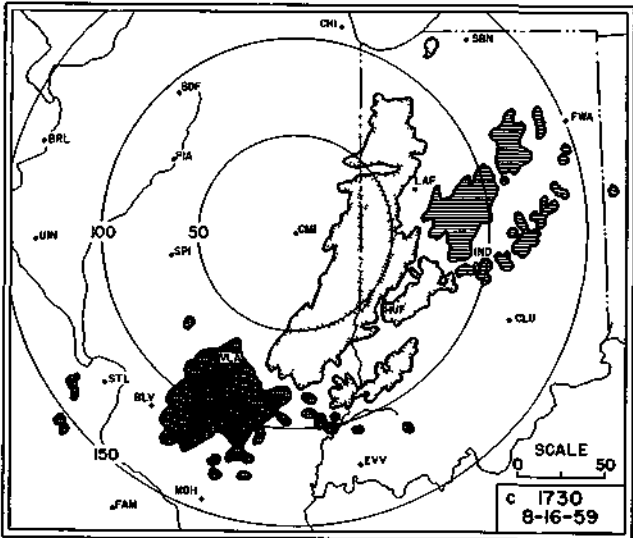 CHI
SBN
BDF
FWA
BRL
PIA
LAF
UIN
100
50
CMI
SPI
IND
HUF
CLU
VLA
STL
BLV
150
EVV
SCALE
0 50
MDH
FAM
C 1730
8-16-59